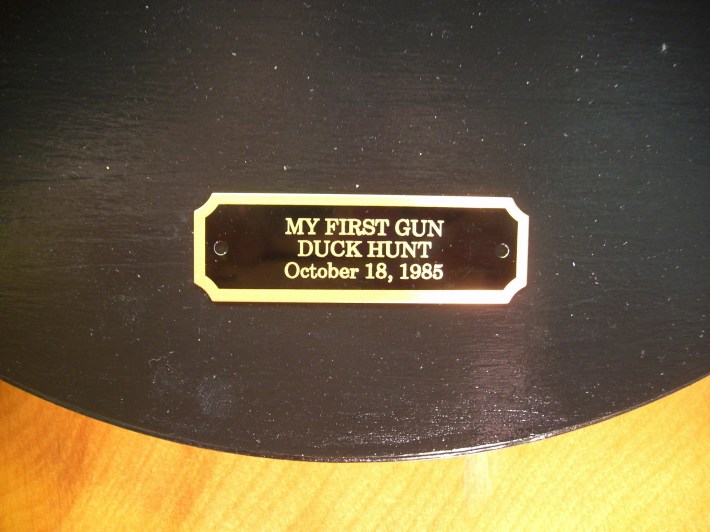 MY FIRST GUN
DUCK HUNT
October 18, 1985